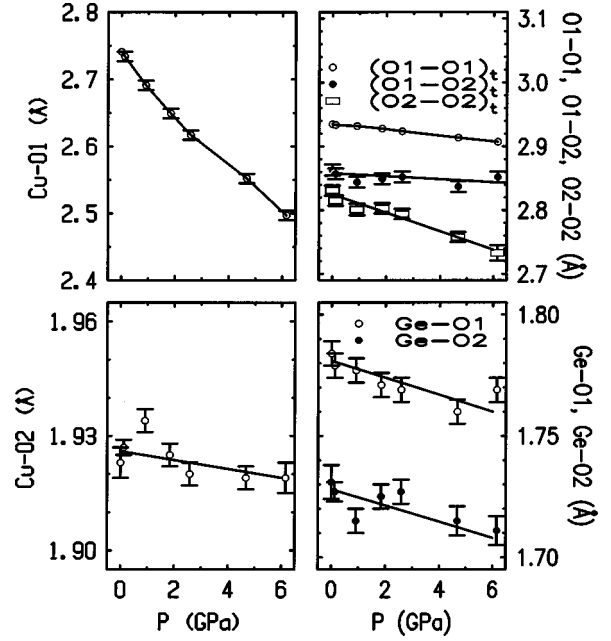 2.8
2.7
2.6
2.5
2.4
Cu-O1 (Å)
(O1-O1)t
(O1-O2)t
(O2-O2)t
3.1
3.0
2.9
2.8
2.7
O1-O1, O1-O2, O2-O2 (Å)
1.96
1.93
1.90
Cu-O2 (Å)
0 2 4 6
P (GPa)
Ge-O1
Ge-O2
1.80
1.75
1.70
Ge-O1, Ge-O2 (Å)
0 2 4 6
P (GPa)